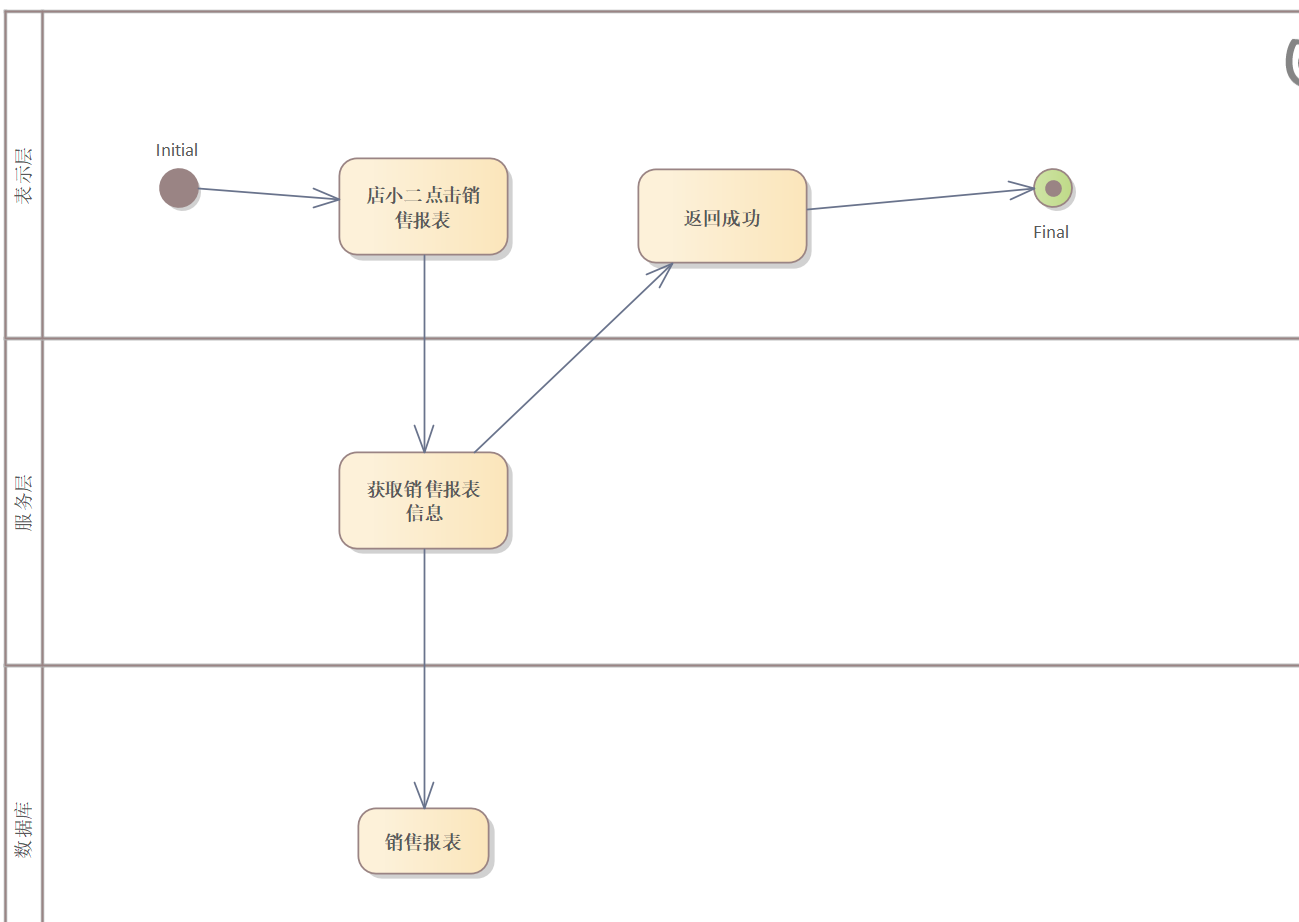 表示层
Initial
店小二点击销
售报表
返回成功
Final
服务层
获取销售报表
信息
数据库
销售报表